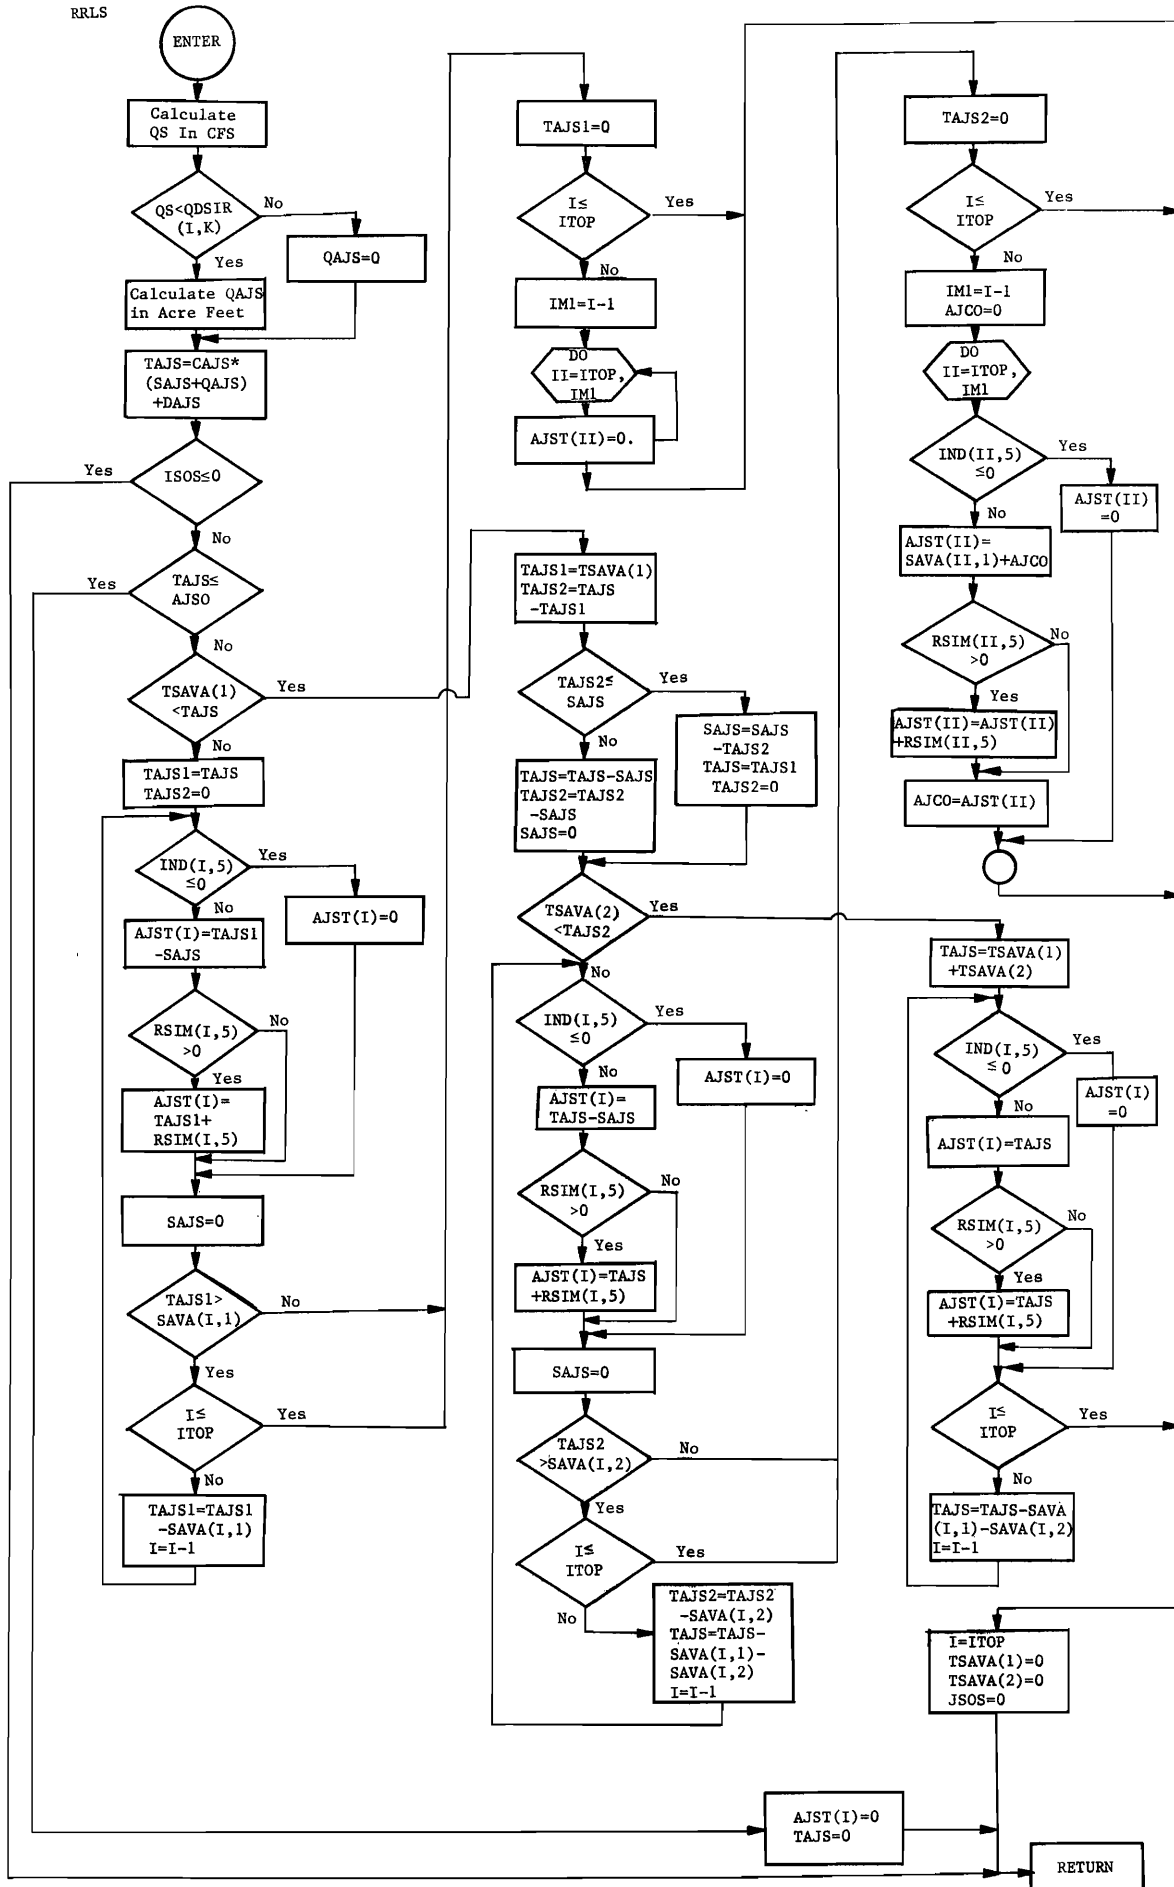 RRLS
ENTER
Calculate
QS In CFS
QS<QDSIR
(I,K)
No
QAJS=0
Yes
Calculate QAJS
in Acre Feet
TAJS=CAJS*
(SAJS+QAJS)
+DAJS
Yes
ISOS≤0
No
Yes
TAJS≤
AJSO
No
TSAVA(1)
<TAJS
Yes
No
TAJS1=TAJS
TAJS2=0
IND(I,5)
≤0
Yes
AJST(I)=0
No
AJST(I)=TAJS1
-SAJS
RSIM(I,5)
>0
No
Yes
AJST(I)=
TAJS1+
RSIM(I,5)
SAJS=0
TAJS1>
SAVA(I,1)
No
Yes
I≤
ITOP
Yes
No
TAJS1=TAJS1
-SAVA(I,1)
I=I-1
TAJS1=0
I≤
ITOP
Yes
No
IM1=I-1
DO
II=ITOP,
IM1
AJST(II)=0.
TAJS1=TSAVA(1)
TAJS2=TAJS
-TAJS1
TAJS2≤
SAJS
Yes
SAJS=SAJS
-TAJS2
TAJS=TAJS1
TAJS2=0
No
TAJS=TAJS-SAJS
TAJS2=TAJS2
-SAJS
SAJS=0
TSAVA(2)
<TAJS2
Yes
No
IND(I,5)
≤0
Yes
AJST(I)=0
No
AJST(I)=
TAJS-SAJS
RSIM(I,5)
>0
No
Yes
AJST(I)=TAJS
+RSIM(I,5)
SAJS=0
TAJS2
>SAVA(I,2)
No
Yes
I≤
ITOP
Yes
No
TAJS2=TAJS2
-SAVA(I,2)
TAJS=TAJS-
SAVA(I,1)-
SAVA(I,2)
I=I-1
TAJS2=0
I≤
ITOP
Yes
No
IM1=I-1
AJCO=0
DO
II=ITOP,
IM1
IND(II,5)
≤0
Yes
AJST(II)
=0
No
AJST(II)=
SAVA(II,1)+AJCO
RSIM(II,5)
>0
No
Yes
AJST(II)=AJST(II)
+RSIM(II,5)
AJCO=AJST(II)
TAJS=TSAVA(1)
+TSAVA(2)
IND(I,5)
≤0
Yes
AJST(I)
=0
No
AJST(I)=TAJS
RSIM(I,5)
>0
No
Yes
AJST(I)=TAJS
+RSIM(I,5)
I≤
ITOP
Yes
No
TAJS=TAJS-SAVA
(I,1)-SAVA(I,2)
I=I-1
I=ITOP
TSAVA(1)=0
TSAVA(2)=0
JSOS=0
AJST(I)=0
TAJS=0
RETURN